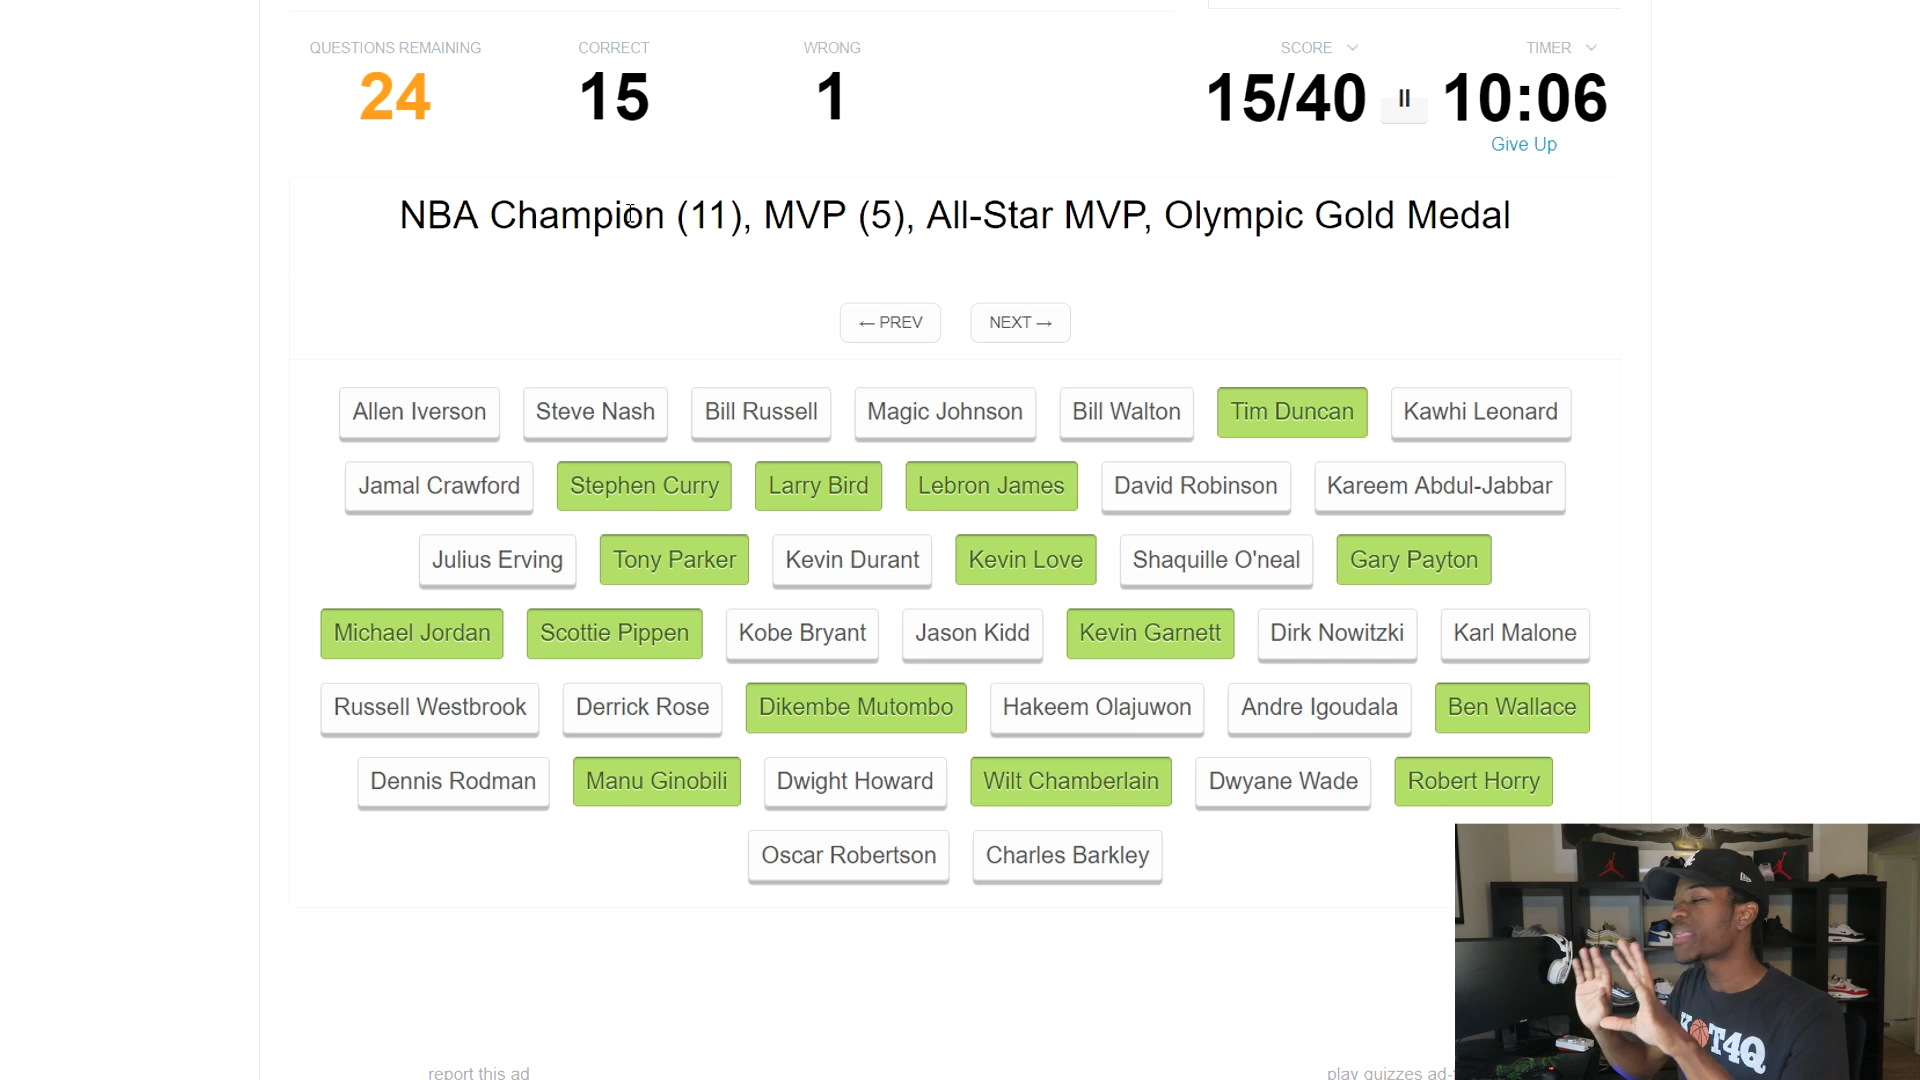 QUESTIONS REMAINING CORRECT WRONG SCORE TIMER
24 15 1 15/40 10:06
Give Up
NBA Champion (11), MVP (5), All-Star MVP, Olympic Gold Medal
← PREV NEXT →
Allen Iverson Steve Nash Bill Russell Magic Johnson Bill Walton Tim Duncan Kawhi Leonard
Jamal Crawford Stephen Curry Larry Bird Lebron James David Robinson Kareem Abdul-Jabbar
Julius Erving Tony Parker Kevin Durant Kevin Love Shaquille O'neal Gary Payton
Michael Jordan Scottie Pippen Kobe Bryant Jason Kidd Kevin Garnett Dirk Nowitzki Karl Malone
Russell Westbrook Derrick Rose Dikembe Mutombo Hakeem Olajuwon Andre Igoudala Ben Wallace
Dennis Rodman Manu Ginobili Dwight Howard Wilt Chamberlain Dwyane Wade Robert Horry
Oscar Robertson Charles Barkley
report this ad play quizzes ad-